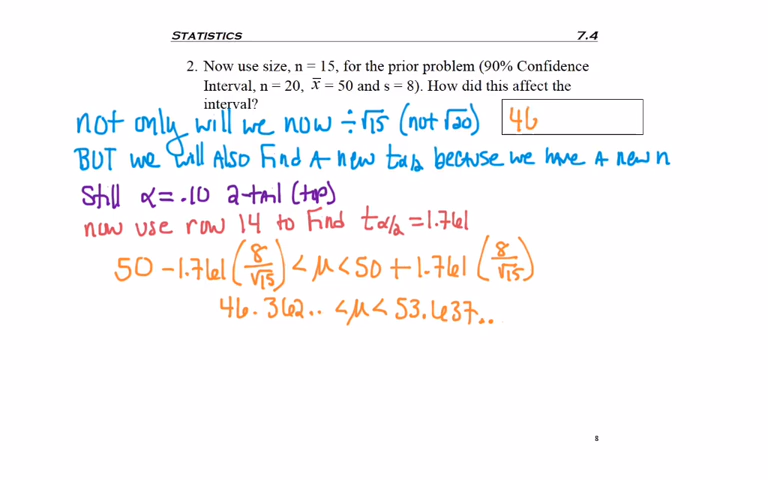 STATISTICS 7.4
2. Now use size, n = 15, for the prior problem (90% Confidence
Interval, n = 20, x̅ = 50 and s = 8). How did this affect the
interval?
not only will we now ÷√15 (not √20) 46
BUT we will Also Find A new tα/2 because we have A new n
Still α = .10 2-tail (top)
now use row 14 to Find tα/2 = 1.761
50 - 1.761 (8/√15) < μ < 50 + 1.761 (8/√15)
46.362.. < μ < 53.637..
8